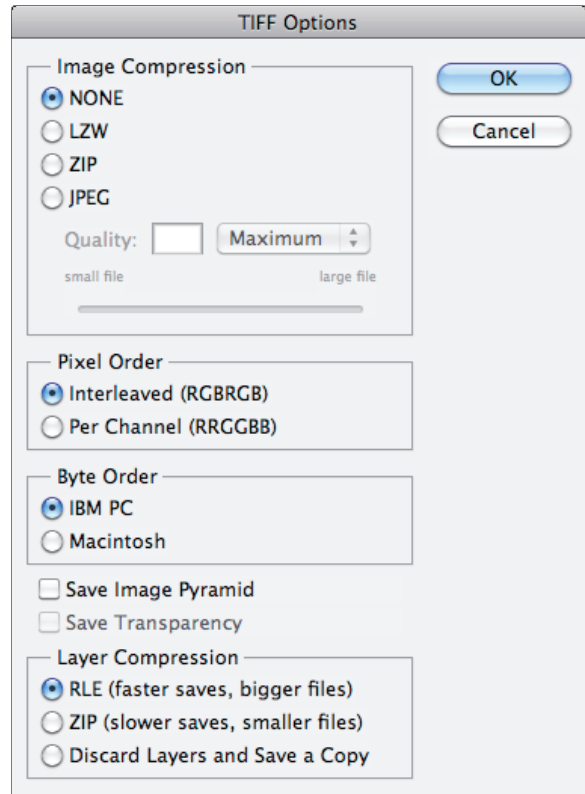 TIFF Options
Image Compression
NONE
LZW
ZIP
JPEG
Quality: Maximum
small file large file
OK
Cancel
Pixel Order
Interleaved (RGBRGB)
Per Channel (RRGGBB)
Byte Order
IBM PC
Macintosh
Save Image Pyramid
Save Transparency
Layer Compression
RLE (faster saves, bigger files)
ZIP (slower saves, smaller files)
Discard Layers and Save a Copy